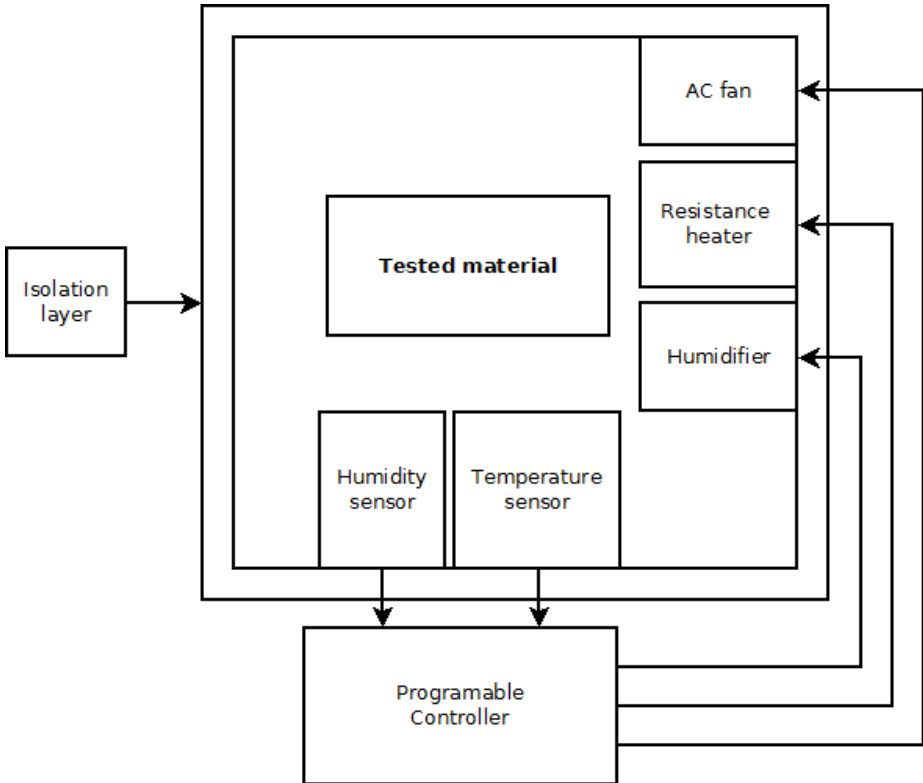 AC fan
Resistance
heater
Tested material
Isolation
layer
Humidifier
Humidity
sensor
Temperature
sensor
Programable
Controller